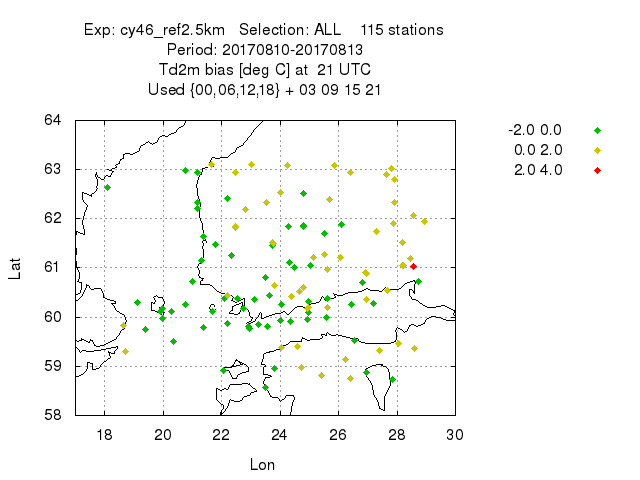 Exp: cy46_ref2.5km   Selection: ALL    115 stations
Period: 20170810-20170813
Td2m bias [deg C] at  21 UTC
Used {00,06,12,18} + 03 09 15 21
-2.0 0.0
0.0 2.0
2.0 4.0
64
63
62
61
60
59
58
Lat
18 20 22 24 26 28 30
Lon